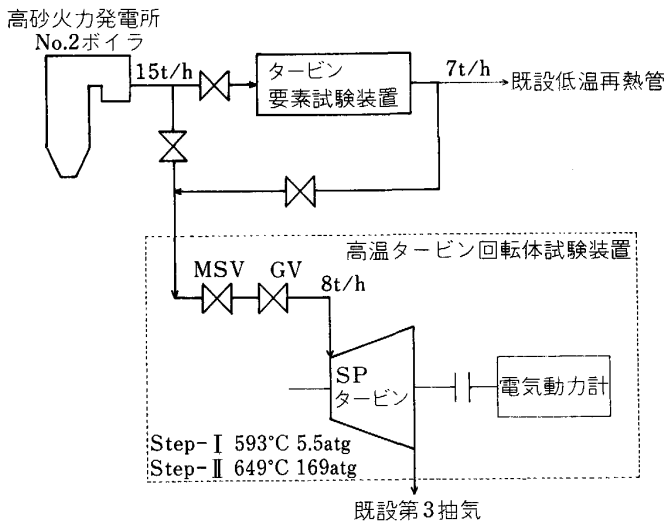 高砂火力発電所
No.2ボイラ
15t/h
タービン
要素試験装置
7t/h
既設低温再熱管
高温タービン回転体試験装置
MSV
GV
8t/h
SP
タービン
電気動力計
Step-Ⅰ 593°C 5.5atg
Step-Ⅱ 649°C 169atg
既設第3抽気